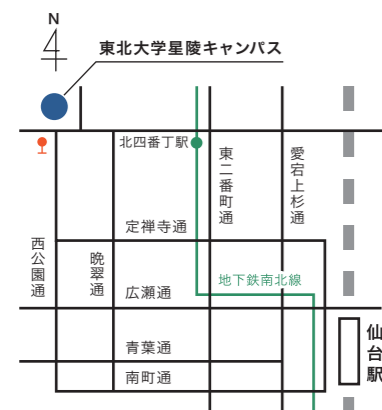 N
東北大学星陵キャンパス
北四番丁駅
東二番町通
愛宕上杉通
定禅寺通
西公園通
晩翠通
地下鉄南北線
広瀬通
仙台駅
青葉通
南町通